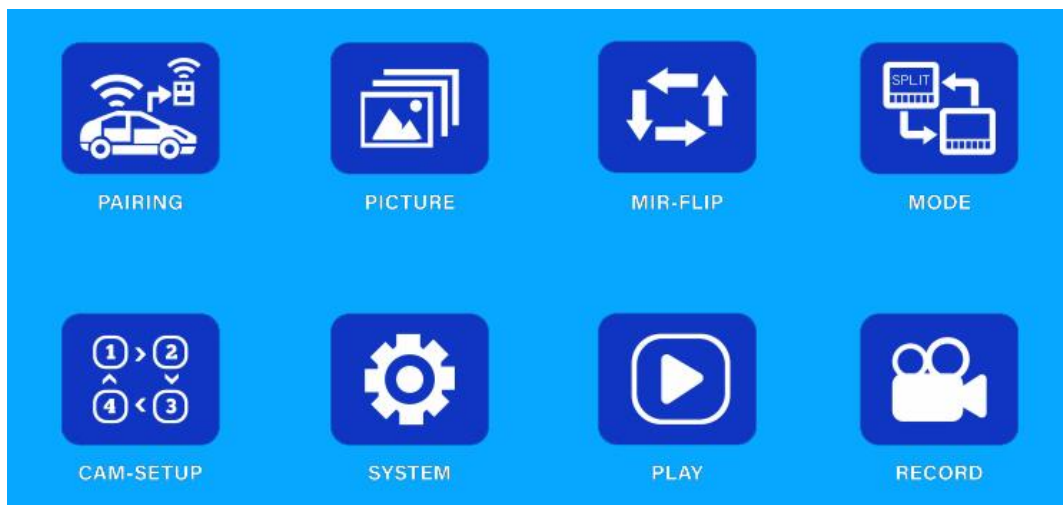 SPLIT
PAIRING PICTURE MIR-FLIP MODE
1 2
4 3
CAM-SETUP SYSTEM PLAY RECORD